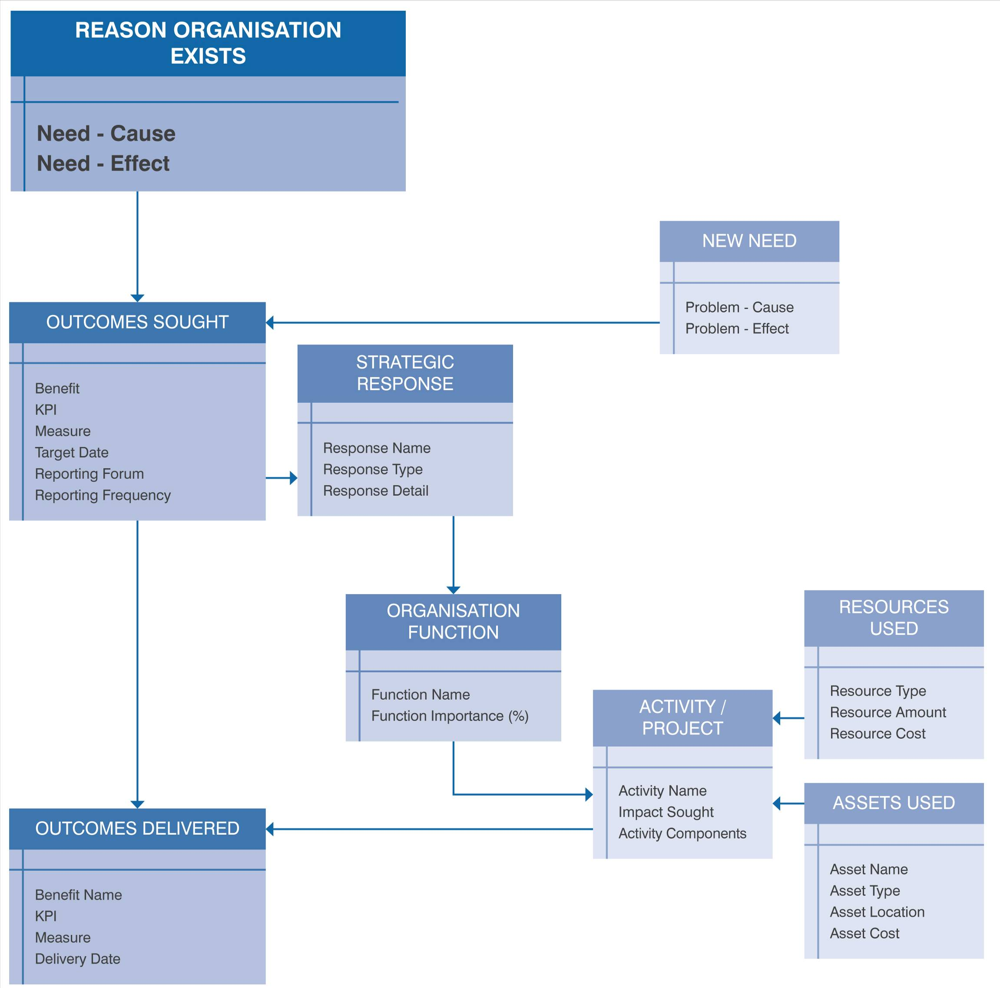 REASON ORGANISATION
EXISTS
Need - Cause
Need - Effect
NEW NEED
Problem - Cause
Problem - Effect
OUTCOMES SOUGHT
Benefit
KPI
Measure
Target Date
Reporting Forum
Reporting Frequency
STRATEGIC
RESPONSE
Response Name
Response Type
Response Detail
ORGANISATION
FUNCTION
Function Name
Function Importance (%)
RESOURCES
USED
Resource Type
Resource Amount
Resource Cost
ACTIVITY /
PROJECT
Activity Name
Impact Sought
Activity Components
ASSETS USED
Asset Name
Asset Type
Asset Location
Asset Cost
OUTCOMES DELIVERED
Benefit Name
KPI
Measure
Delivery Date